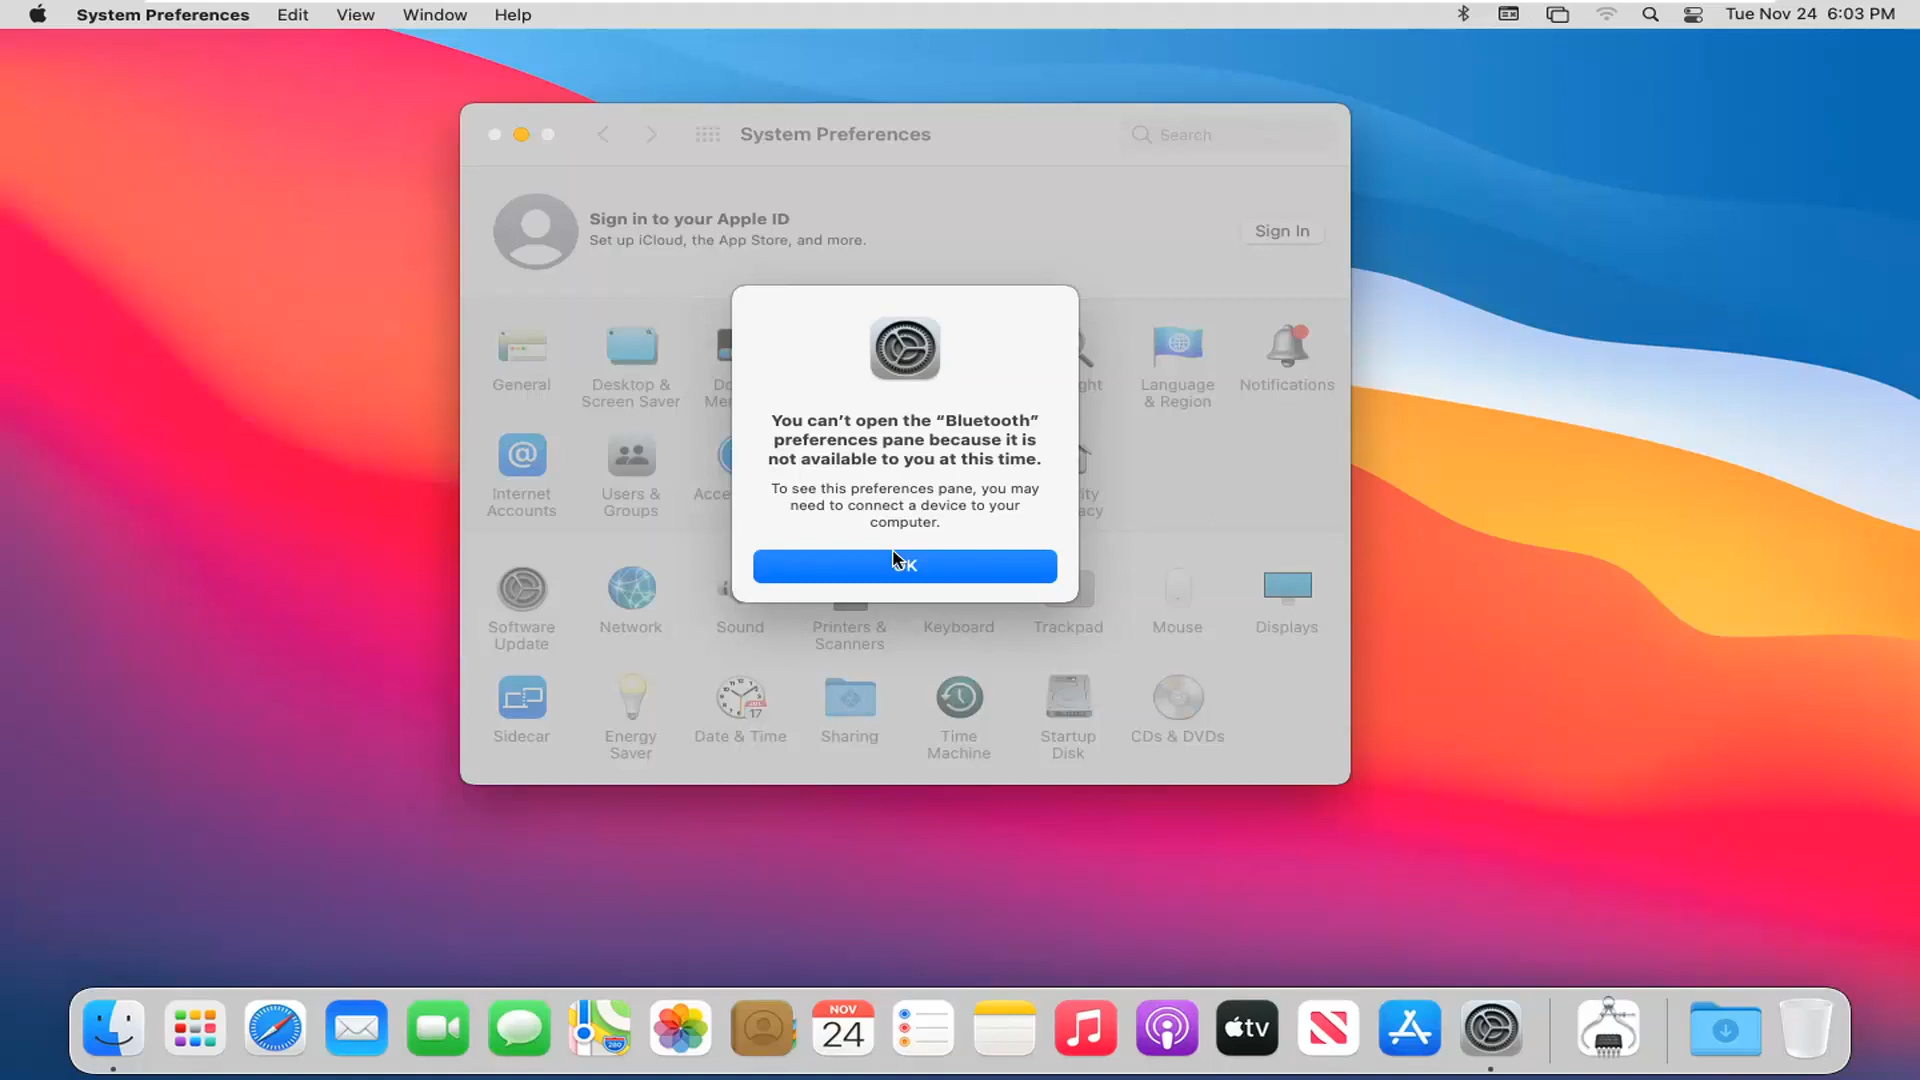 System Preferences Edit View Window Help Tue Nov 24 6:03 PM
System Preferences
Search
Sign in to your Apple ID
Set up iCloud, the App Store, and more.
Sign In
You can’t open the “Bluetooth”
preferences pane because it is
not available to you at this time.
To see this preferences pane, you may
need to connect a device to your
computer.
General
Desktop &
Screen Saver
Language
& Region
Notifications
Internet
Accounts
Users &
Groups
Software
Update
Network
Sound
Printers &
Scanners
Keyboard
Trackpad
Mouse
Displays
Sidecar
Energy
Saver
JUL
17
Date & Time
Sharing
Time
Machine
Startup
Disk
CDs & DVDs
280
NOV
24
tv